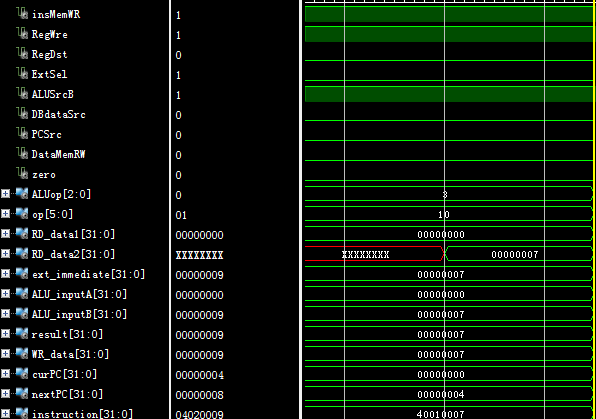 insMemWR 1
RegWre 1
RegDst 0
ExtSel 1
ALUSrcB 1
DBdataSrc 0
PCSrc 0
DataMemRW 0
zero 0
ALUop[2:0] 0 3
op[5:0] 01 10
RD_data1[31:0] 00000000 00000000
RD_data2[31:0] XXXXXXXX XXXXXXXX 00000007
ext_immediate[31:0] 00000009 00000007
ALU_inputA[31:0] 00000000 00000000
ALU_inputB[31:0] 00000009 00000007
result[31:0] 00000009 00000007
WR_data[31:0] 00000009 00000007
curPC[31:0] 00000004 00000000
nextPC[31:0] 00000008 00000004
instruction[31:0] 04020009 40010007